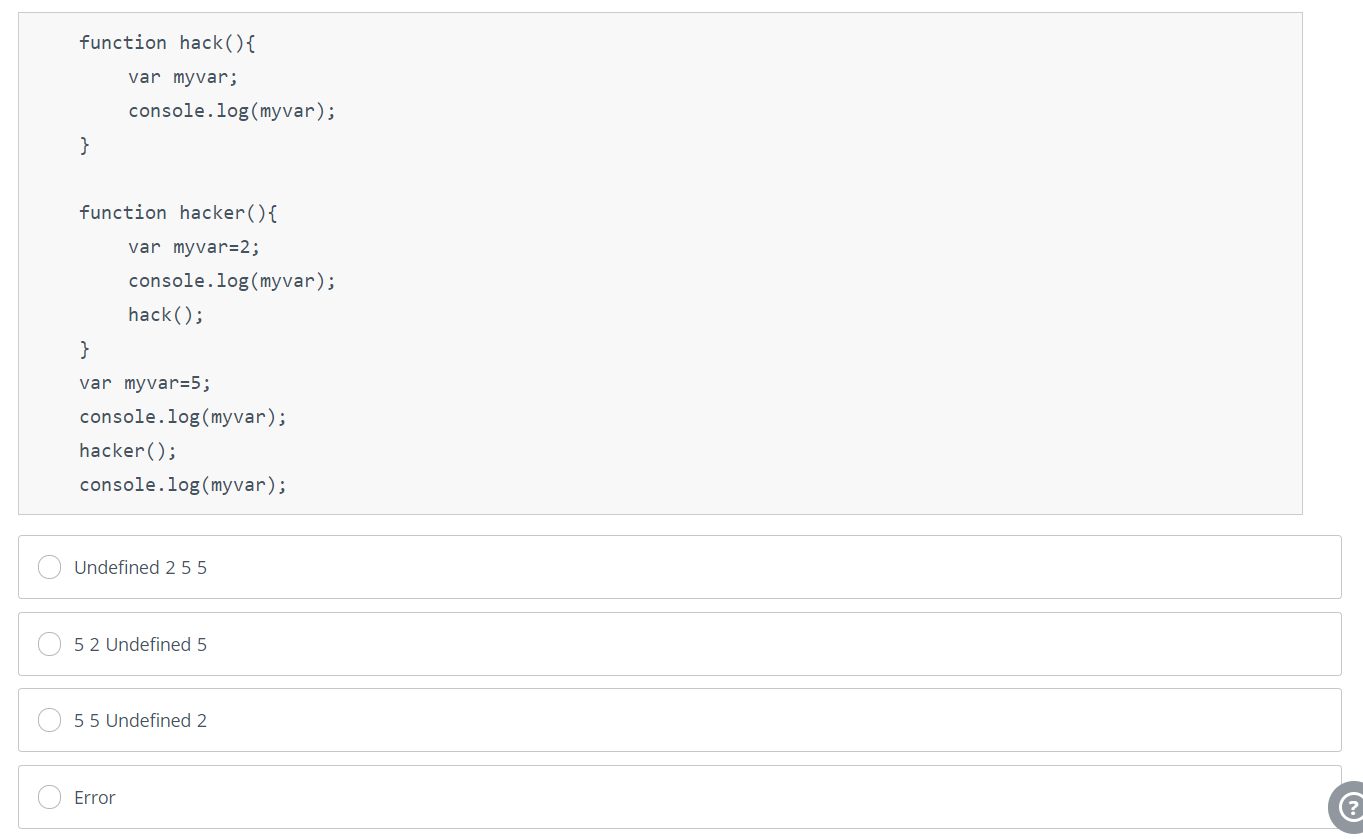 function hack(){
var myvar;
console.log(myvar);
}
function hacker(){
var myvar=2;
console.log(myvar);
hack();
}
var myvar=5;
console.log(myvar);
hacker();
console.log(myvar);
Undefined 2 5 5
5 2 Undefined 5
5 5 Undefined 2
Error
?